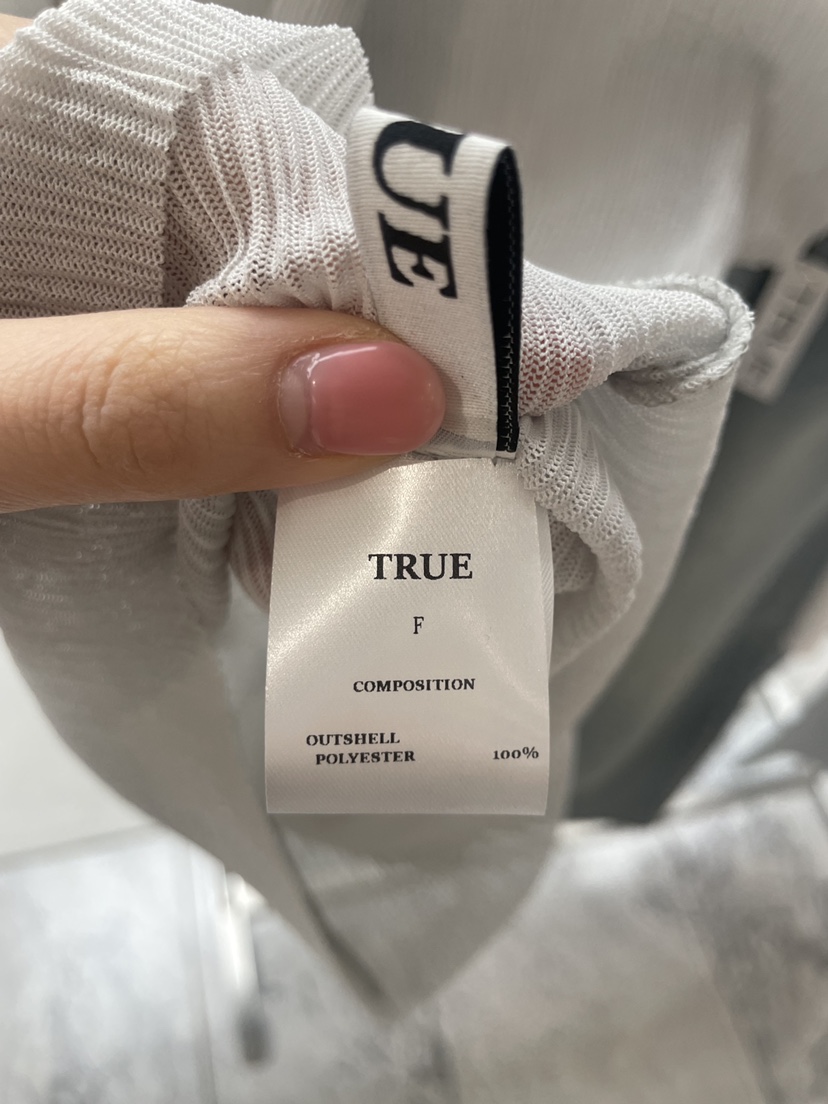 UE
TRUE
F
COMPOSITION
OUTSHELL
POLYESTER 100%